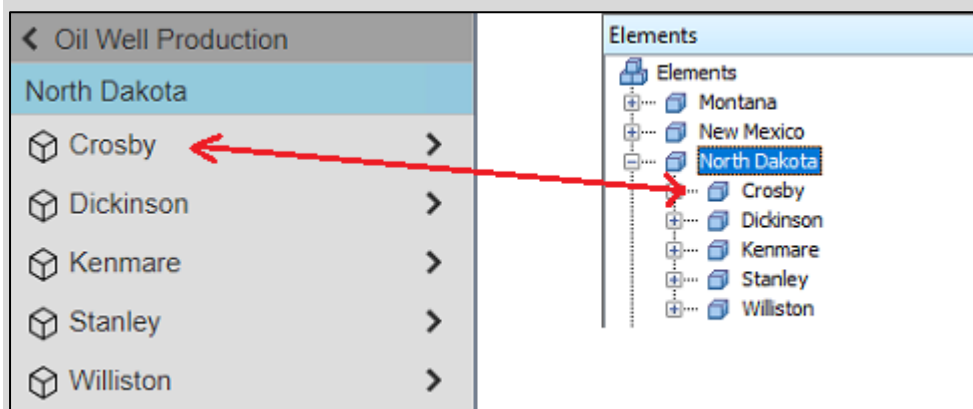 Oil Well Production
North Dakota
Crosby
Dickinson
Kenmare
Stanley
Williston
Elements
Elements
Montana
New Mexico
North Dakota
Crosby
Dickinson
Kenmare
Stanley
Williston